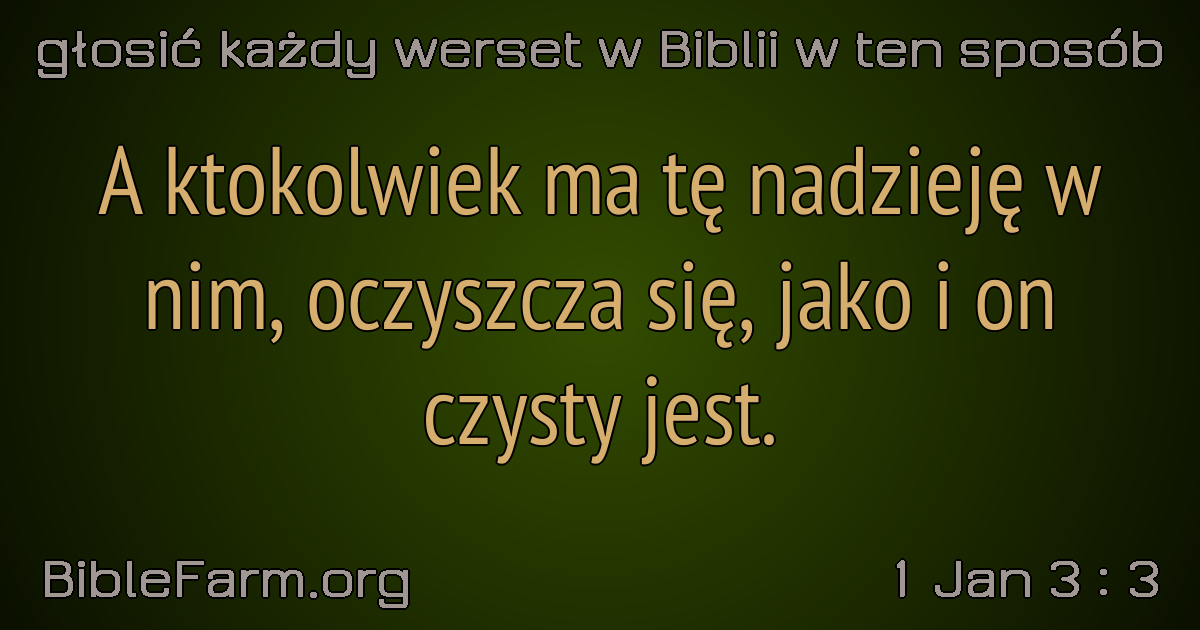 głosić każdy werset w Biblii w ten sposób
A ktokolwiek ma tę nadzieję w
nim, oczyszcza się, jako i on
czysty jest.
BibleFarm.org
1 Jan 3 : 3